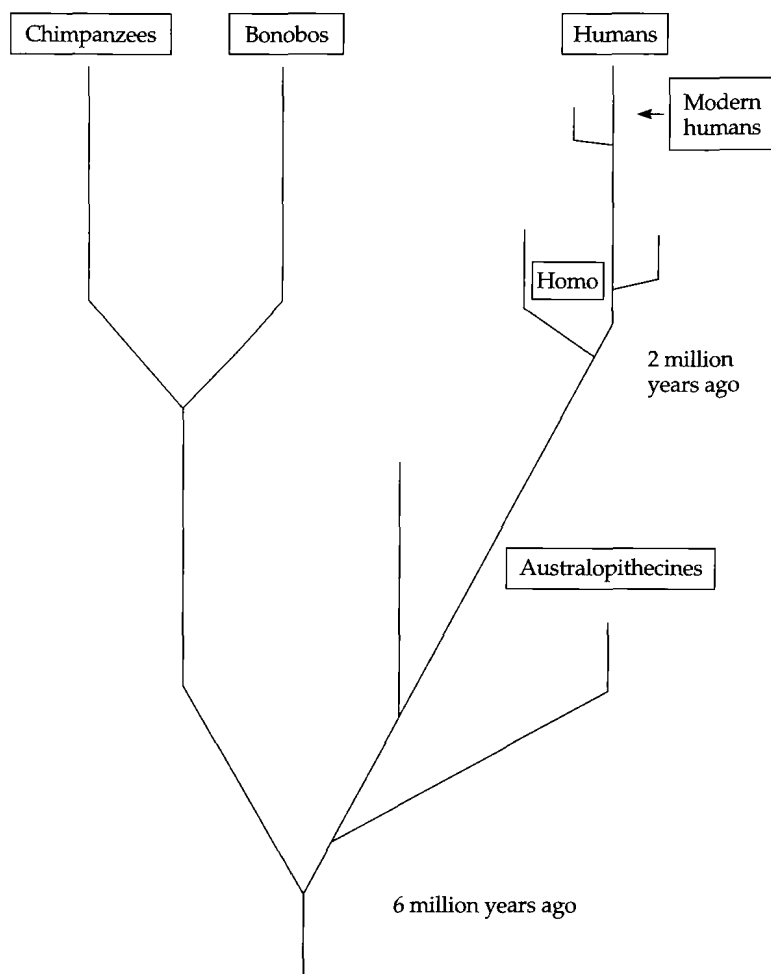 Chimpanzees
Bonobos
Humans
Modern
humans
Homo
2 million
years ago
Australopithecines
6 million years ago